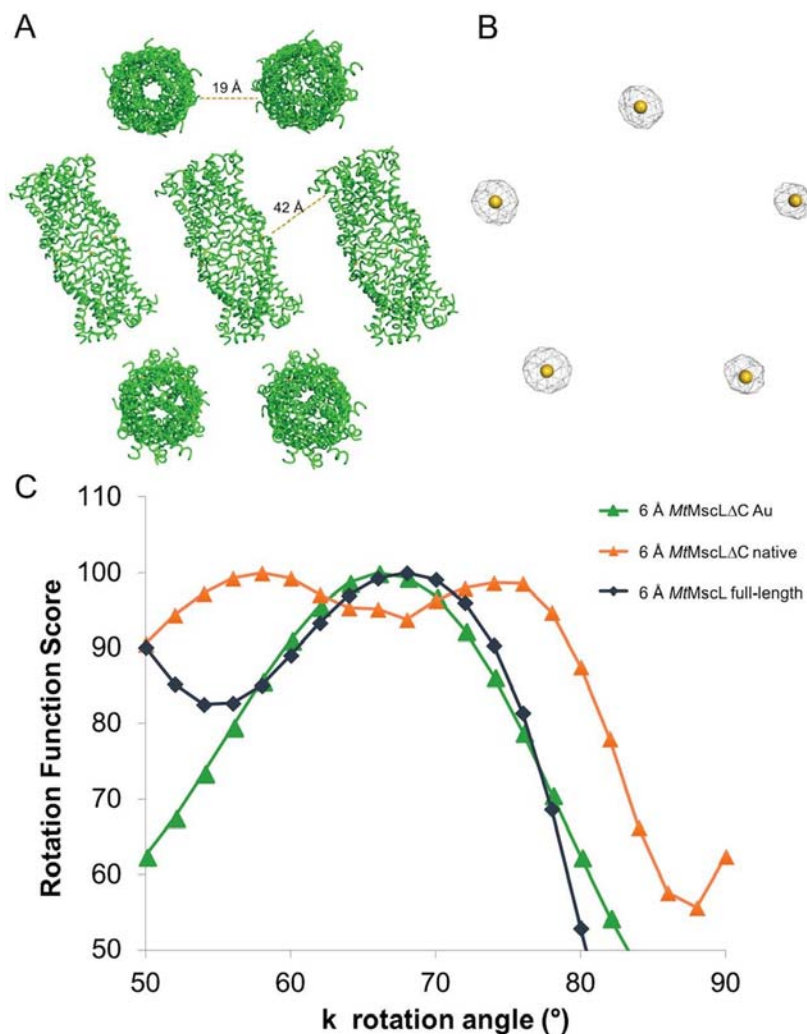 A
B
19 Å
42 Å
C
110
100
90
80
70
60
50
Rotation Function Score
6 Å MtMscLΔC Au
6 Å MtMscLΔC native
6 Å MtMscL full-length
50 60 70 80 90
k rotation angle (°)